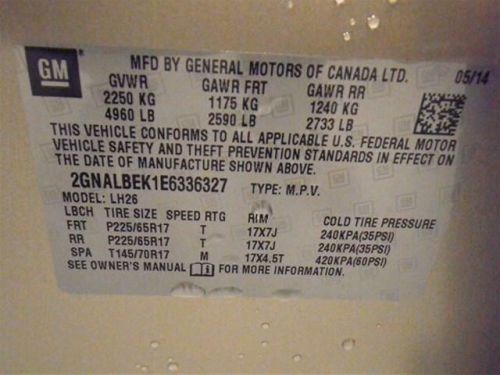 GM
MFD BY GENERAL MOTORS OF CANADA LTD. 05/14
GVWR GAWR FRT GAWR RR
2250 KG 1175 KG 1240 KG
4960 LB 2590 LB 2733 LB
THIS VEHICLE CONFORMS TO ALL APPLICABLE U.S. FEDERAL MOTOR
VEHICLE SAFETY AND THEFT PREVENTION STANDARDS IN EFFECT ON
THE DATE OF MANUFACTURE SHOWN ABOVE.
2GNALBEK1E6336327 TYPE: M.P.V.
MODEL: LH26
LBCH TIRE SIZE SPEED RTG RIM COLD TIRE PRESSURE
FRT P225/65R17 T 17X7J 240KPA(35PSI)
RR P225/65R17 T 17X7J 240KPA(35PSI)
SPA T145/70R17 M 17X4.5T 420KPA(60PSI)
SEE OWNER'S MANUAL FOR MORE INFORMATION.